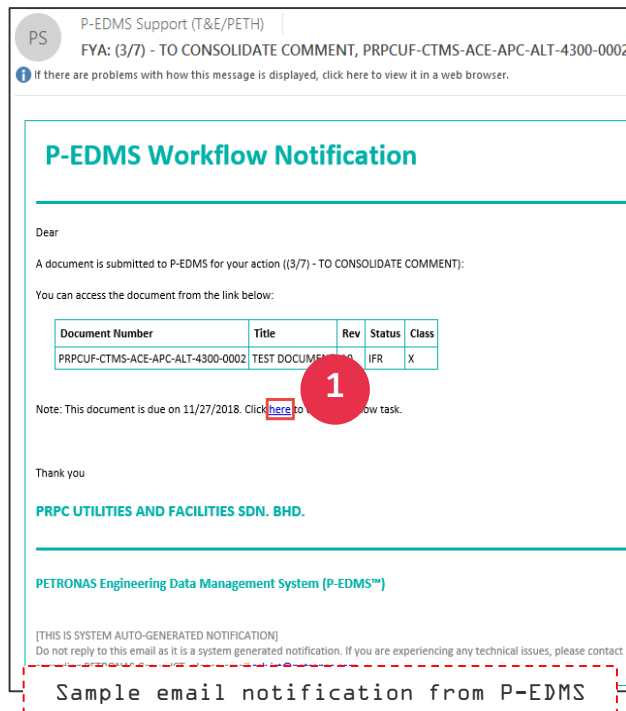 PS
P-EDMS Support (T&E/PETH)
FYA: (3/7) - TO CONSOLIDATE COMMENT, PRPCUF-CTMS-ACE-APC-ALT-4300-0002
If there are problems with how this message is displayed, click here to view it in a web browser.
P-EDMS Workflow Notification
Dear
A document is submitted to P-EDMS for your action ((3/7) - TO CONSOLIDATE COMMENT):
You can access the document from the link below:
Document Number Title Rev Status Class
PRPCUF-CTMS-ACE-APC-ALT-4300-0002 TEST DOCUMENT IFR X
1
Note: This document is due on 11/27/2018. Click here to task.
Thank you
PRPC UTILITIES AND FACILITIES SDN. BHD.
PETRONAS Engineering Data Management System (P-EDMS™)
[THIS IS SYSTEM AUTO-GENERATED NOTIFICATION]
Do not reply to this email as it is a system generated notification. If you are experiencing any technical issues, please contact
Sample email notification from P-EDMS